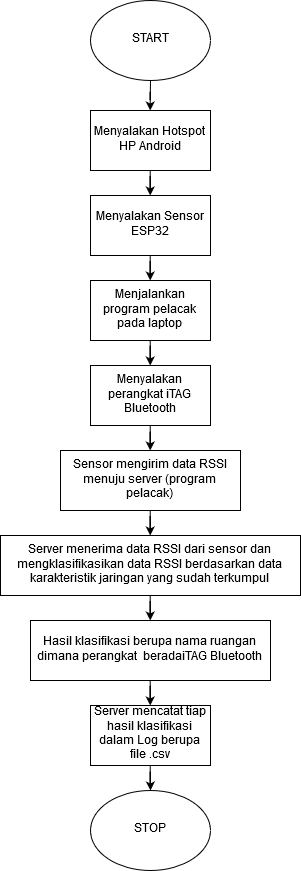 START
Menyalakan Hotspot
HP Android
Menyalakan Sensor
ESP32
Menjalankan
program pelacak
pada laptop
Menyalakan
perangkat iTAG
Bluetooth
Sensor mengirim data RSSI
menuju server (program
pelacak)
Server menerima data RSSI dari sensor dan
mengklasifikasikan data RSSI berdasarkan data
karakteristik jaringan yang sudah terkumpul
Hasil klasifikasi berupa nama ruangan
dimana perangkat beradaiTAG Bluetooth
Server mencatat tiap
hasil klasifikasi
dalam Log berupa
file .csv
STOP